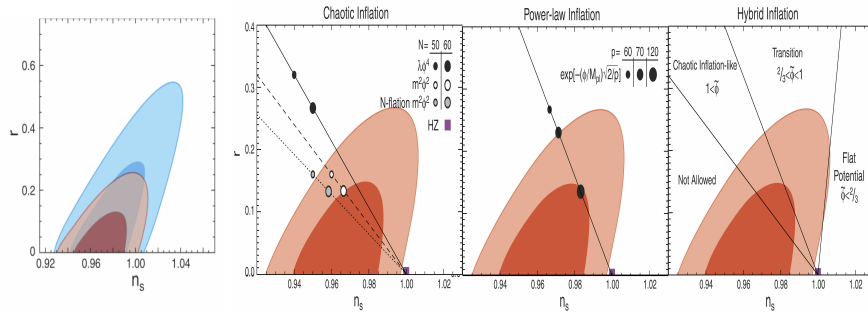 Chaotic Inflation
Power-law Inflation
Hybrid Inflation
r
0.6
0.4
0.2
0
0.92 0.96 1.00 1.04
n_s
r
0.4
0.3
0.2
0.1
0.0
N= 50 60
λϕ⁴
m²ϕ²
N-flation m²ϕ²
HZ
0.94 0.96 0.98 1.00 1.02
n_s
p= 60 70 120
exp[-(ϕ/M_pl)√2/p]
0.94 0.96 0.98 1.00 1.02
n_s
Chaotic Inflation-like
1<ϕ̃
Transition
2/3<ϕ̃<1
Not Allowed
Flat
Potential
ϕ̃<2/3
0.94 0.96 0.98 1.00 1.02
n_s